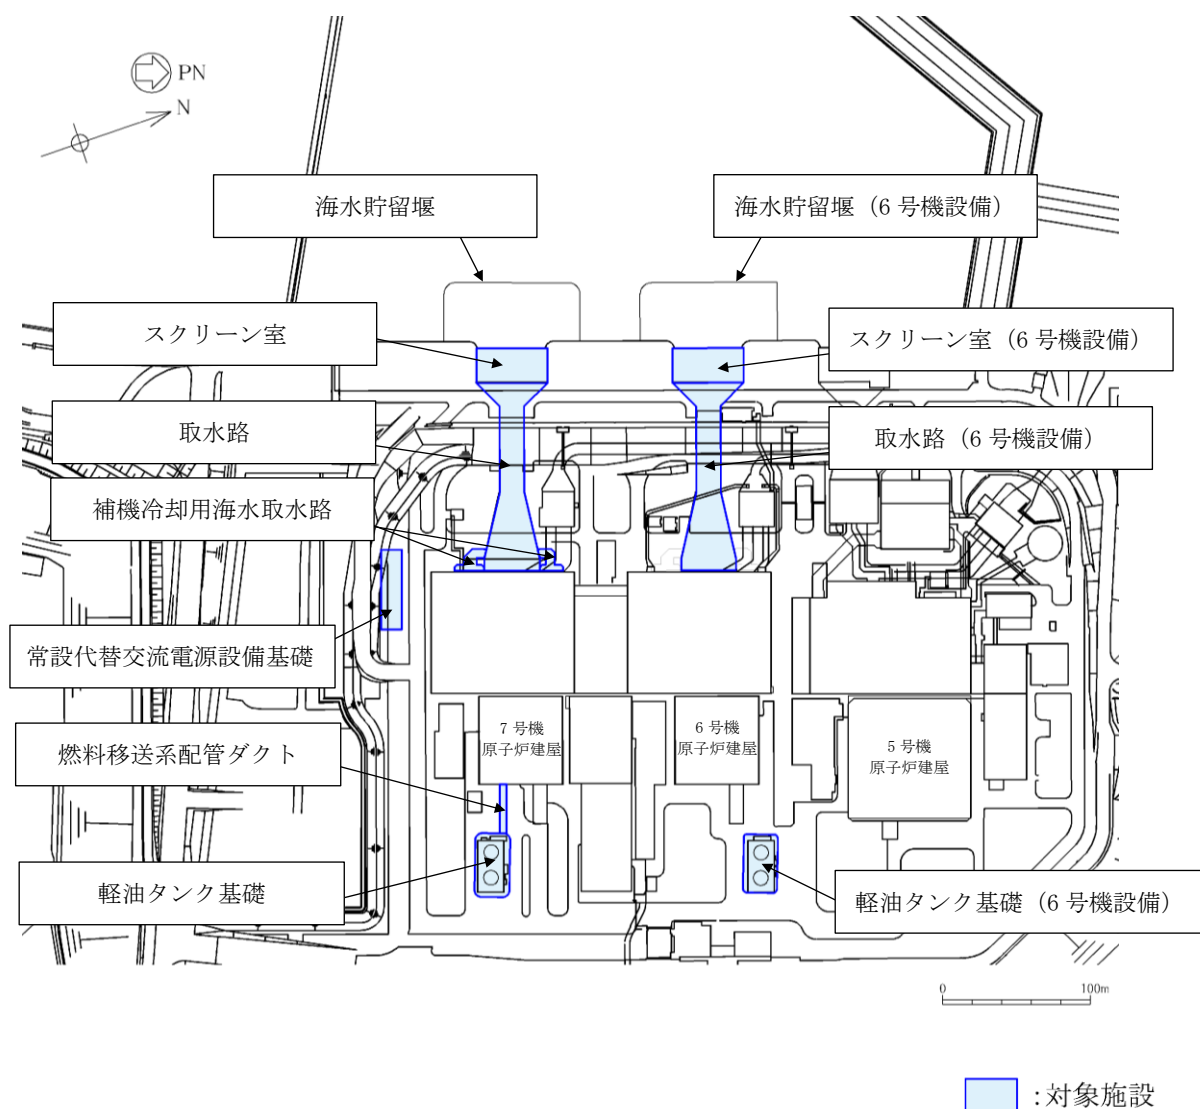 PN
N
海水貯留堰
海水貯留堰（6 号機設備）
スクリーン室
スクリーン室（6 号機設備）
取水路
取水路（6 号機設備）
補機冷却用海水取水路
常設代替交流電源設備基礎
燃料移送系配管ダクト
7 号機
原子炉建屋
6 号機
原子炉建屋
5 号機
原子炉建屋
軽油タンク基礎
軽油タンク基礎（6 号機設備）
0 100m
：対象施設